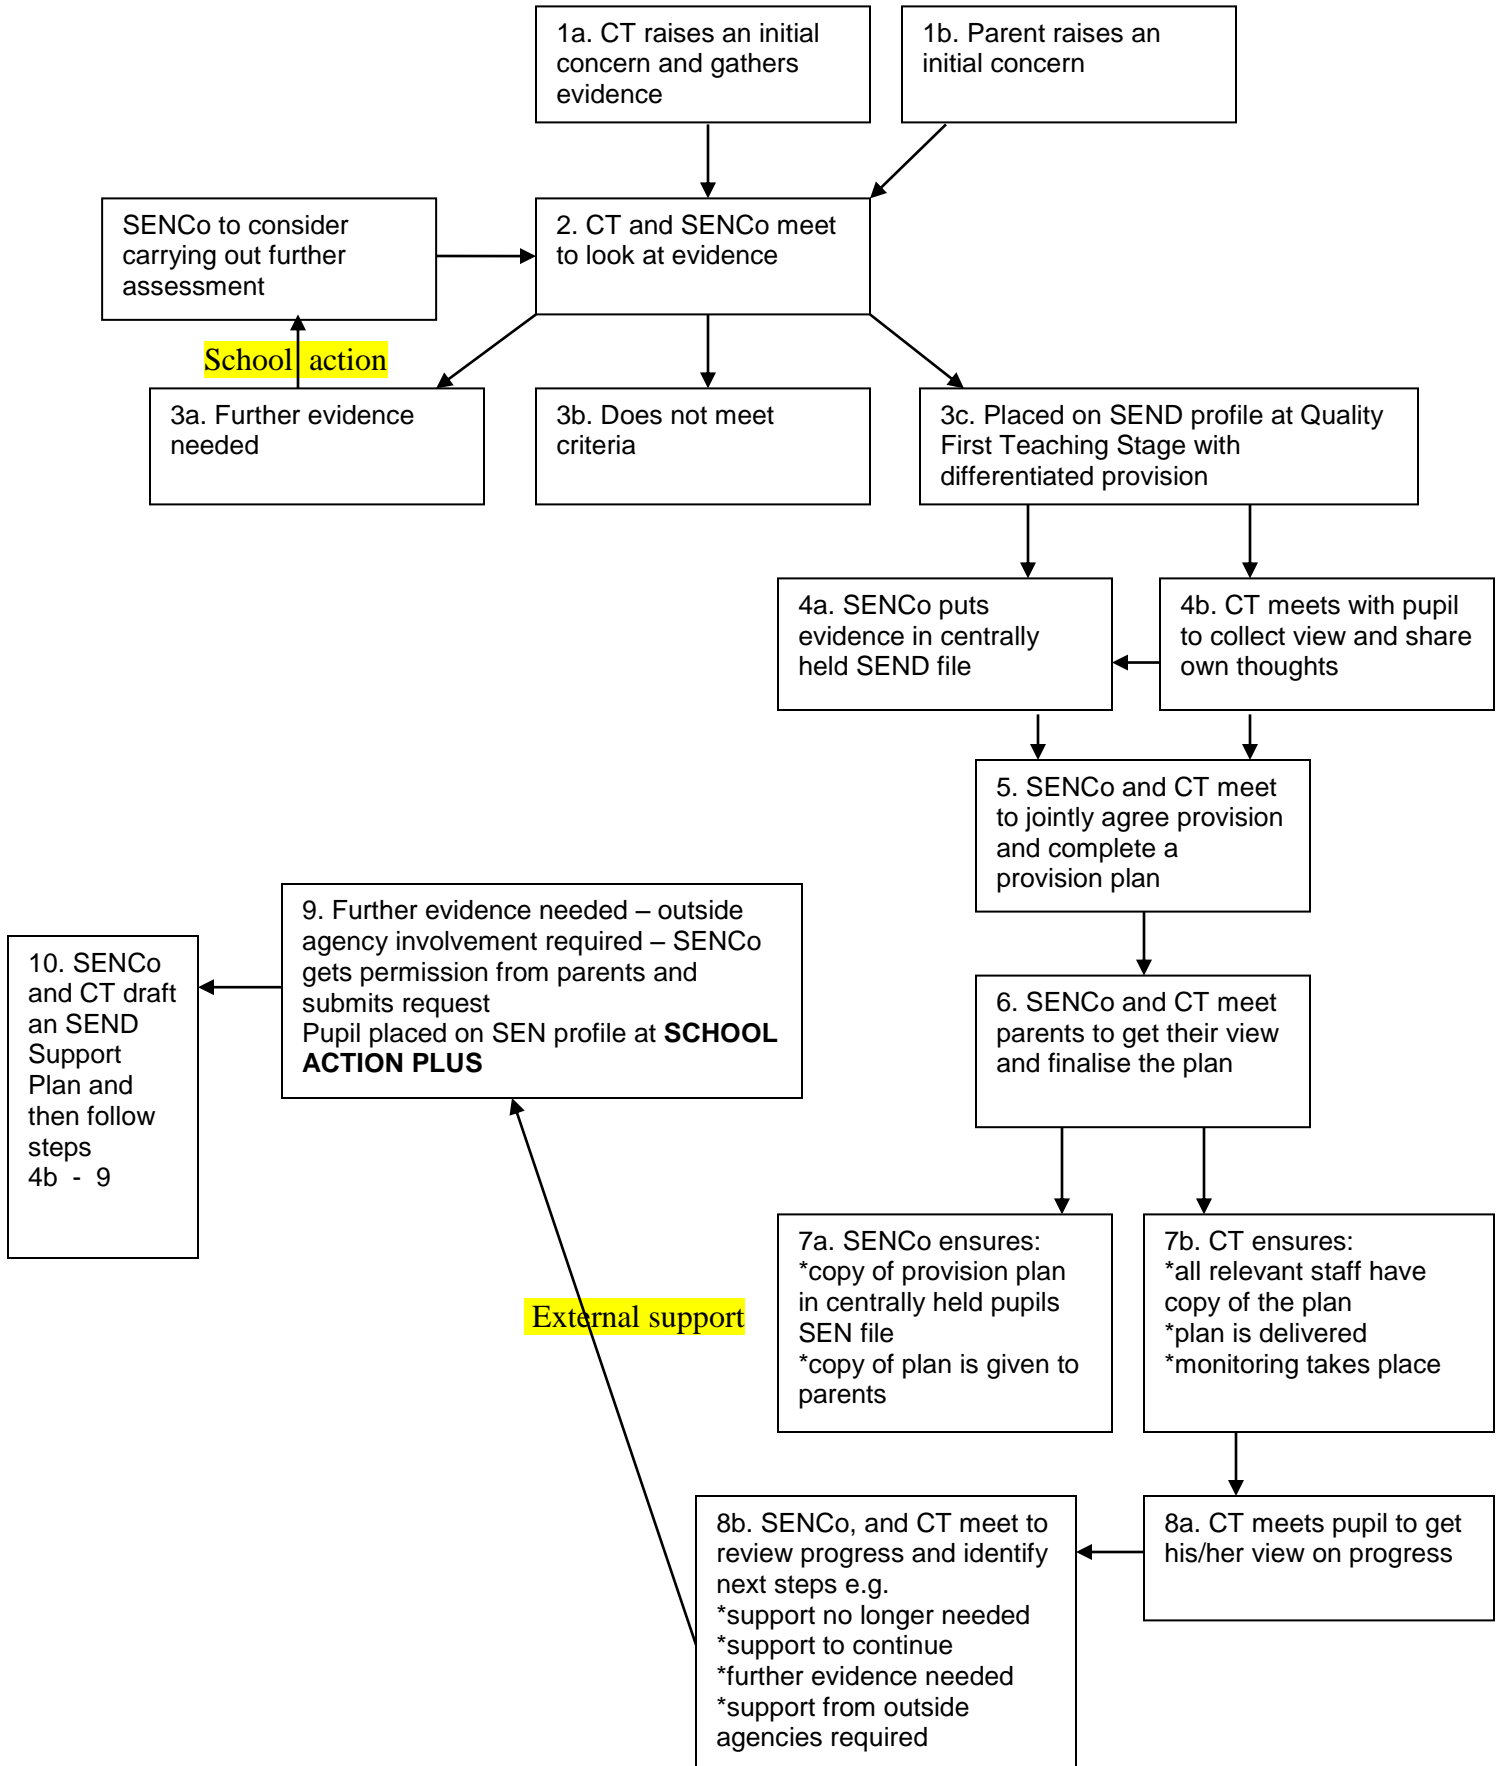 1a. CT raises an initial
concern and gathers
evidence
1b. Parent raises an
initial concern
SENCo to consider
carrying out further
assessment
2. CT and SENCo meet
to look at evidence
School action
3a. Further evidence
needed
3b. Does not meet
criteria
3c. Placed on SEND profile at Quality
First Teaching Stage with
differentiated provision
4a. SENCo puts
evidence in centrally
held SEND file
4b. CT meets with pupil
to collect view and share
own thoughts
5. SENCo and CT meet
to jointly agree provision
and complete a
provision plan
6. SENCo and CT meet
parents to get their view
and finalise the plan
7a. SENCo ensures:
*copy of provision plan
in centrally held pupils
SEN file
*copy of plan is given to
parents
7b. CT ensures:
*all relevant staff have
copy of the plan
*plan is delivered
*monitoring takes place
8a. CT meets pupil to get
his/her view on progress
8b. SENCo, and CT meet to
review progress and identify
next steps e.g.
*support no longer needed
*support to continue
*further evidence needed
*support from outside
agencies required
External support
9. Further evidence needed – outside
agency involvement required – SENCo
gets permission from parents and
submits request
Pupil placed on SEN profile at SCHOOL
ACTION PLUS
10. SENCo
and CT draft
an SEND
Support
Plan and
then follow
steps
4b - 9